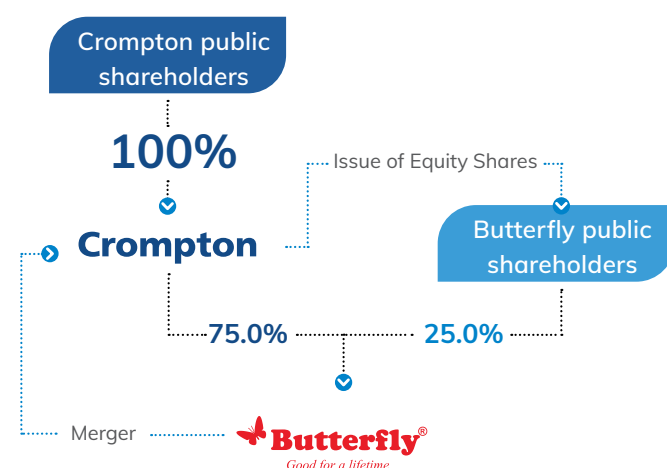 Crompton public
shareholders
100%
Issue of Equity Shares
Crompton
Butterfly public
shareholders
75.0%
25.0%
Merger
Butterfly®
Good for a lifetime